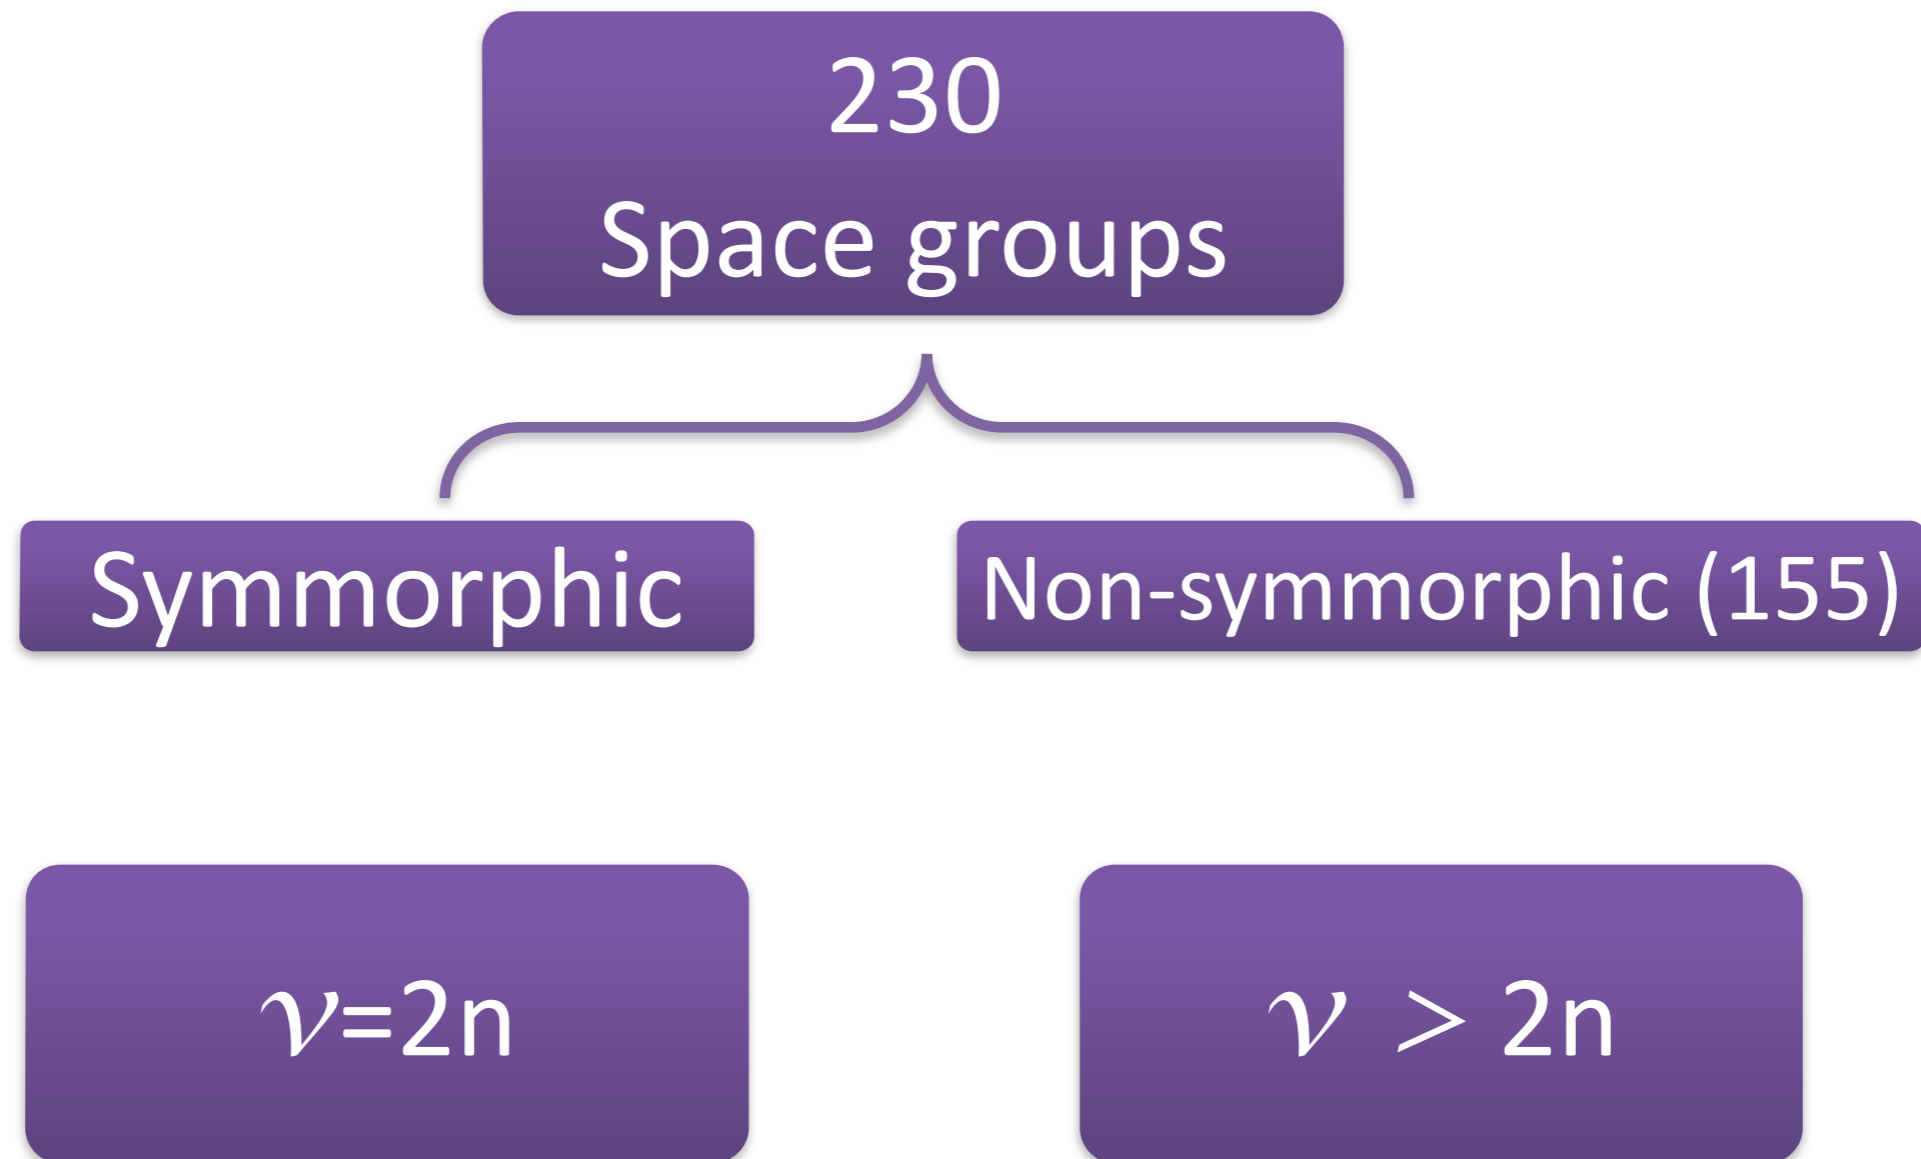 230
Space groups
Symmorphic
Non-symmorphic (155)
𝜈=2n
𝜈 > 2n